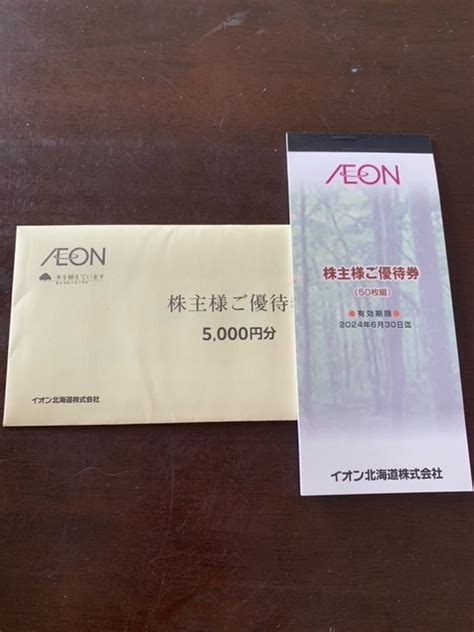 ÆON
木を植えています
株主様ご優待
5,000円分
イオン北海道株式会社
ÆON
株主様ご優待券
(50枚綴)
●有効期限●
2024年6月30日迄
イオン北海道株式会社